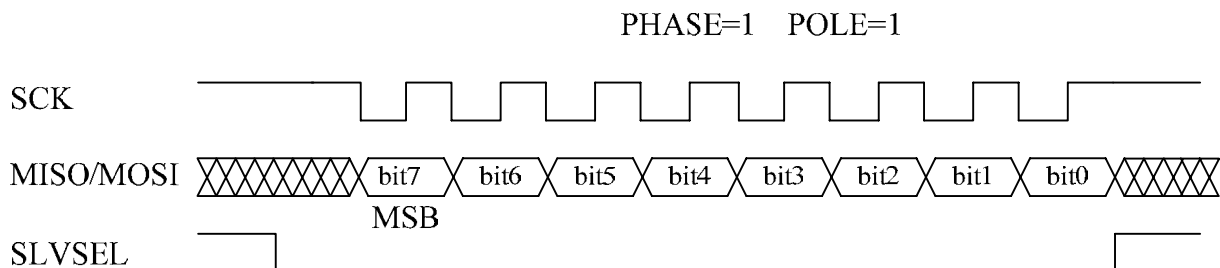 PHASE=1 POLE=1
SCK
MISO/MOSI bit7 bit6 bit5 bit4 bit3 bit2 bit1 bit0
MSB
SLVSEL